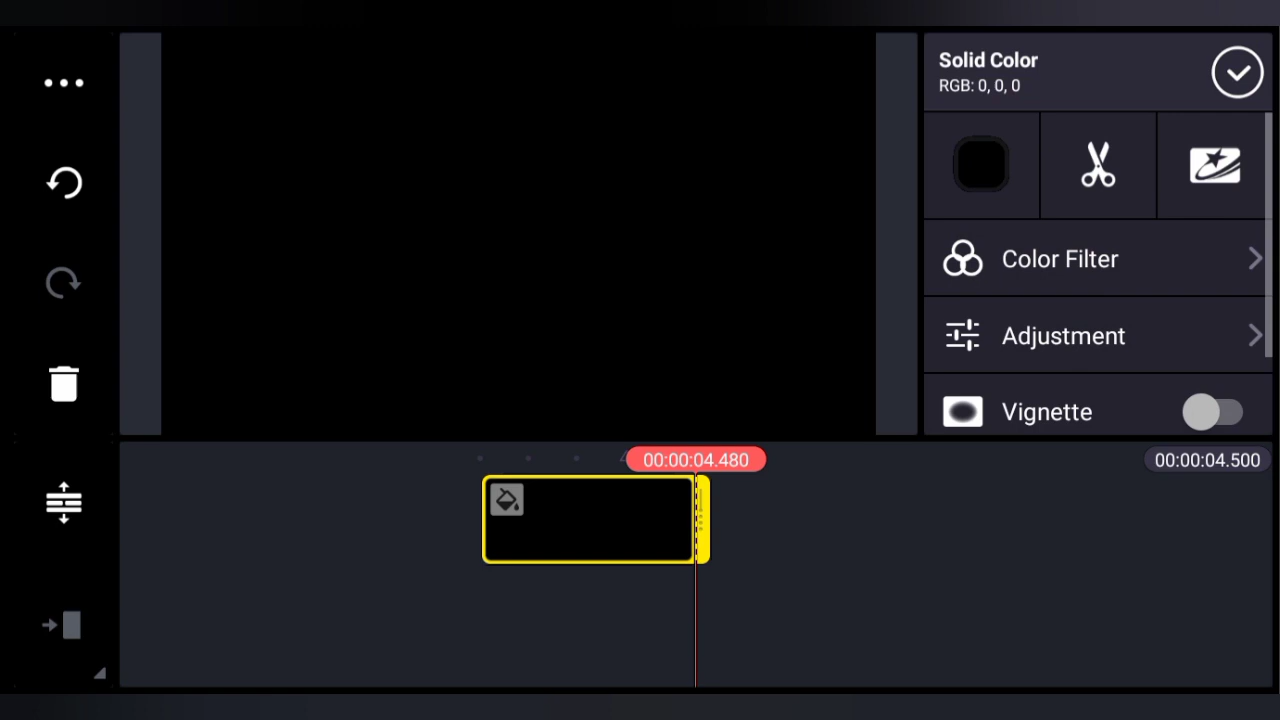 Solid Color
RGB: 0, 0, 0
Color Filter
Adjustment
Vignette
00:00:04.480
00:00:04.500